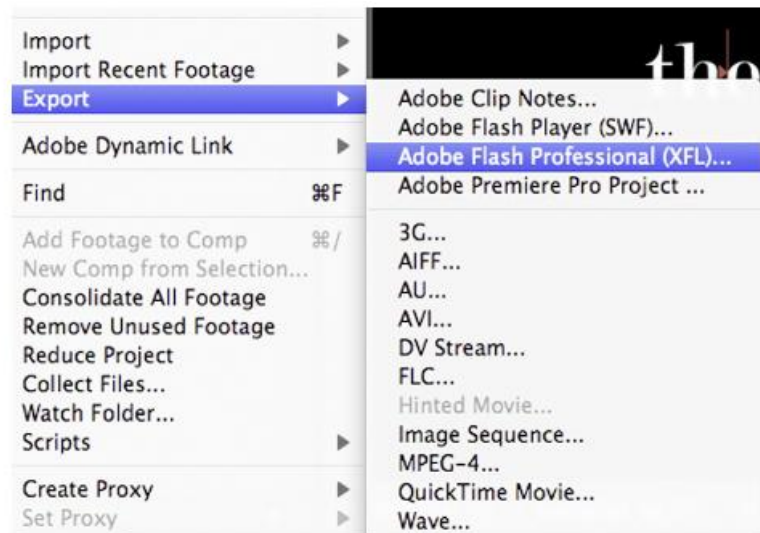 Import
Import Recent Footage
Export
Adobe Dynamic Link
Find ⌘F
Add Footage to Comp ⌘/
New Comp from Selection...
Consolidate All Footage
Remove Unused Footage
Reduce Project
Collect Files...
Watch Folder...
Scripts
Create Proxy
Set Proxy
the
Adobe Clip Notes...
Adobe Flash Player (SWF)...
Adobe Flash Professional (XFL)...
Adobe Premiere Pro Project ...
3G...
AIFF...
AU...
AVI...
DV Stream...
FLC...
Hinted Movie...
Image Sequence...
MPEG-4...
QuickTime Movie...
Wave...